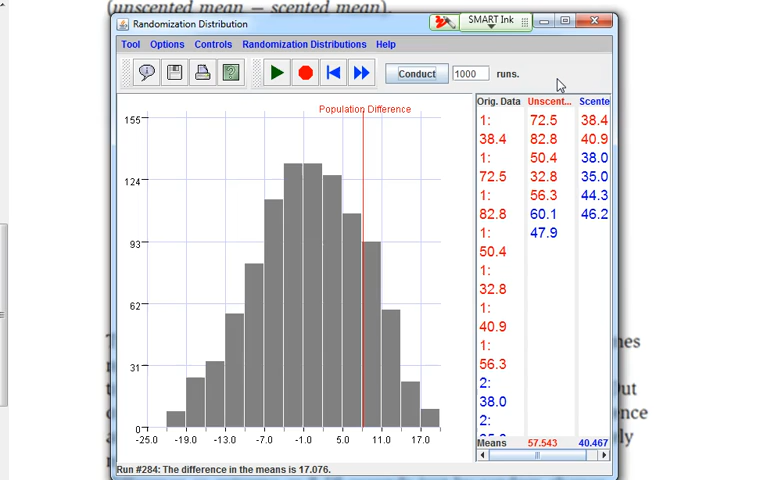 (unscented mean − scented mean).
Randomization Distribution
SMART Ink
Tool Options Controls Randomization Distributions Help
Conduct 1000 runs.
Population Difference
155
124
93
62
31
0
-25.0 -19.0 -13.0 -7.0 -1.0 5.0 11.0 17.0
Orig. Data Unscent... Scente
1: 72.5 38.4
38.4 82.8 40.9
1: 50.4 38.0
72.5 32.8 35.0
1: 56.3 44.3
82.8 60.1 46.2
1: 47.9
50.4
1:
32.8
1:
40.9
1:
56.3
2:
38.0
2:
Means 57.543 40.467
Run #284: The difference in the means is 17.076.